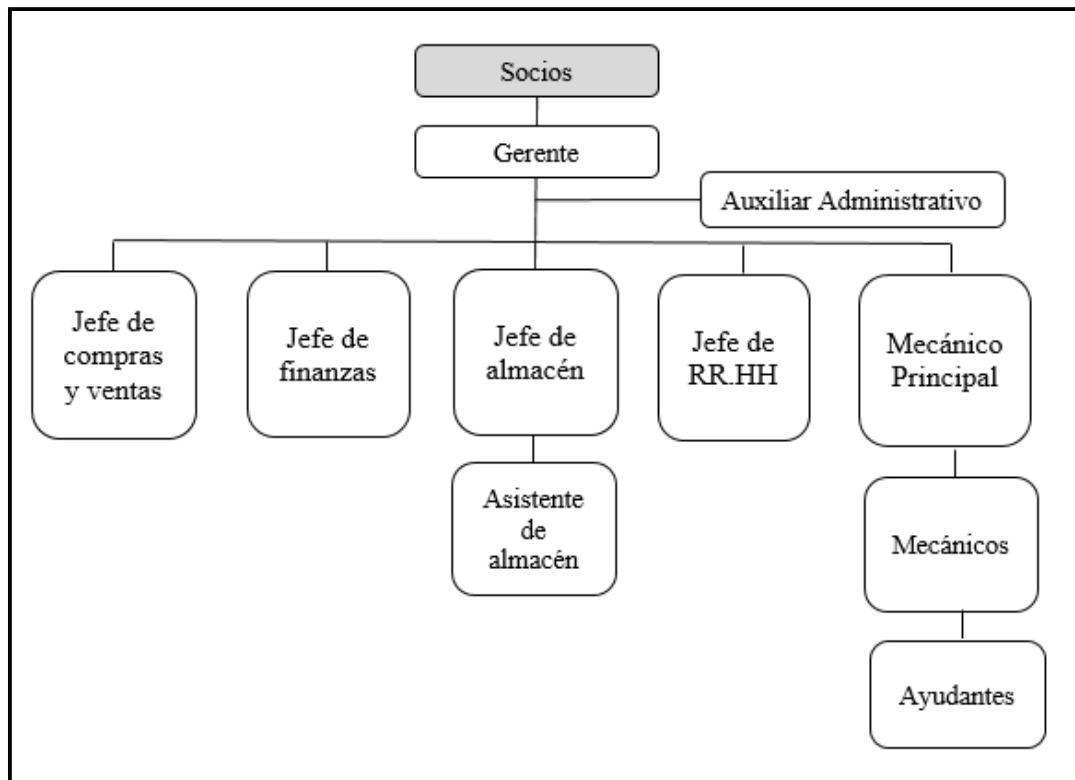 Socios
Gerente
Auxiliar Administrativo
Jefe de
compras
y ventas
Jefe de
finanzas
Jefe de
almacén
Jefe de
RR.HH
Mecánico
Principal
Asistente
de
almacén
Mecánicos
Ayudantes